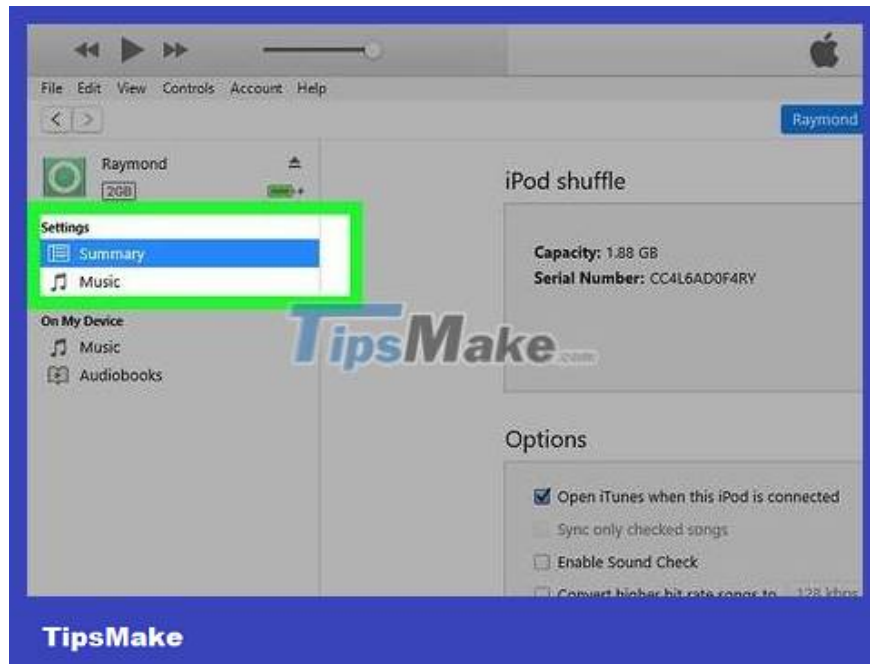 File Edit View Controls Account Help
Raymond
Raymond
2GB
iPod shuffle
Settings
Summary
Capacity: 1.88 GB
Music
Serial Number: CC4L6AD0F4RY
On My Device
Music
TipsMake.com
Audiobooks
Options
Open iTunes when this iPod is connected
Sync only checked songs
Enable Sound Check
Convert higher bit rate songs to 128 kbps
TipsMake